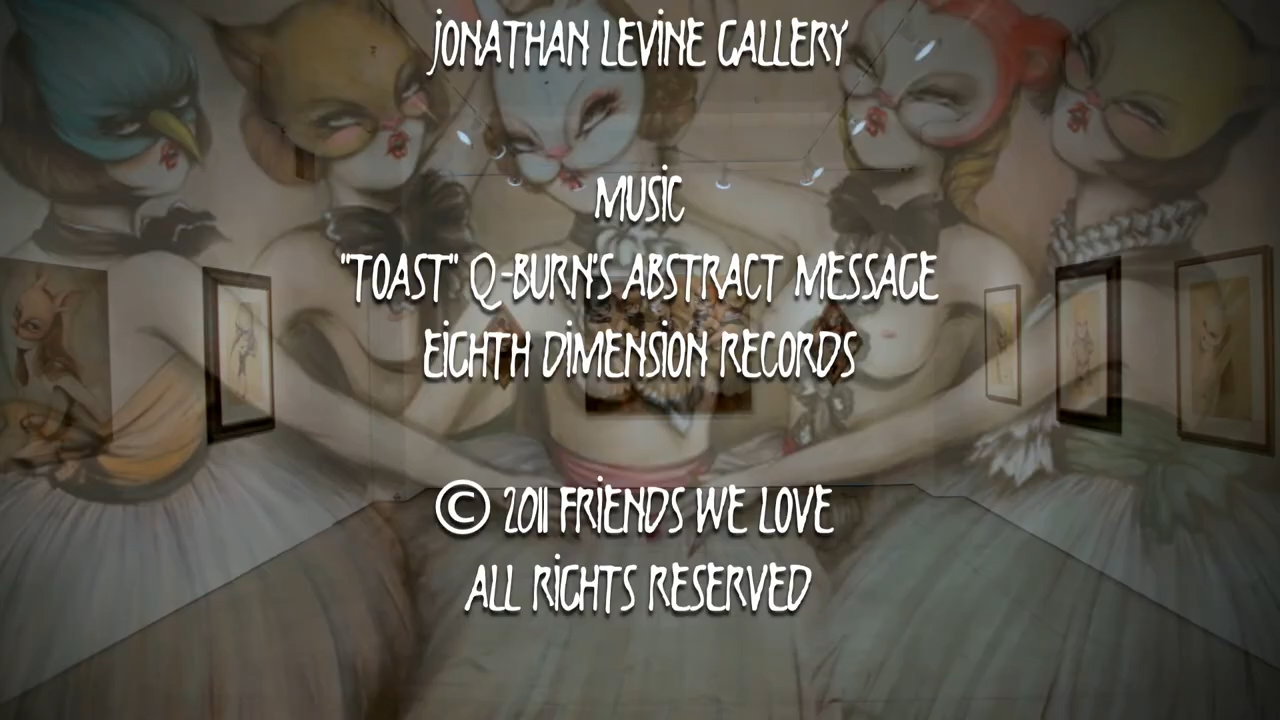 JONATHAN LEVINE GALLERY
MUSIC
"TOAST" Q-BURN'S ABSTRACT MESSAGE
EIGHTH DIMENSION RECORDS
© 2011 FRIENDS WE LOVE
ALL RIGHTS RESERVED